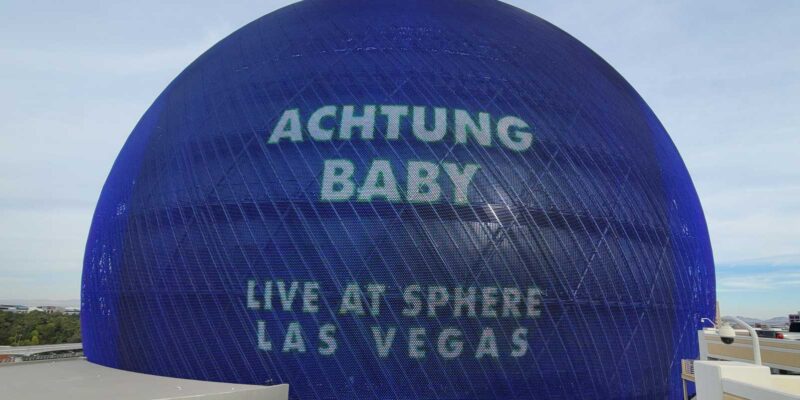 ACHTUNG
BABY
LIVE AT SPHERE
LAS VEGAS